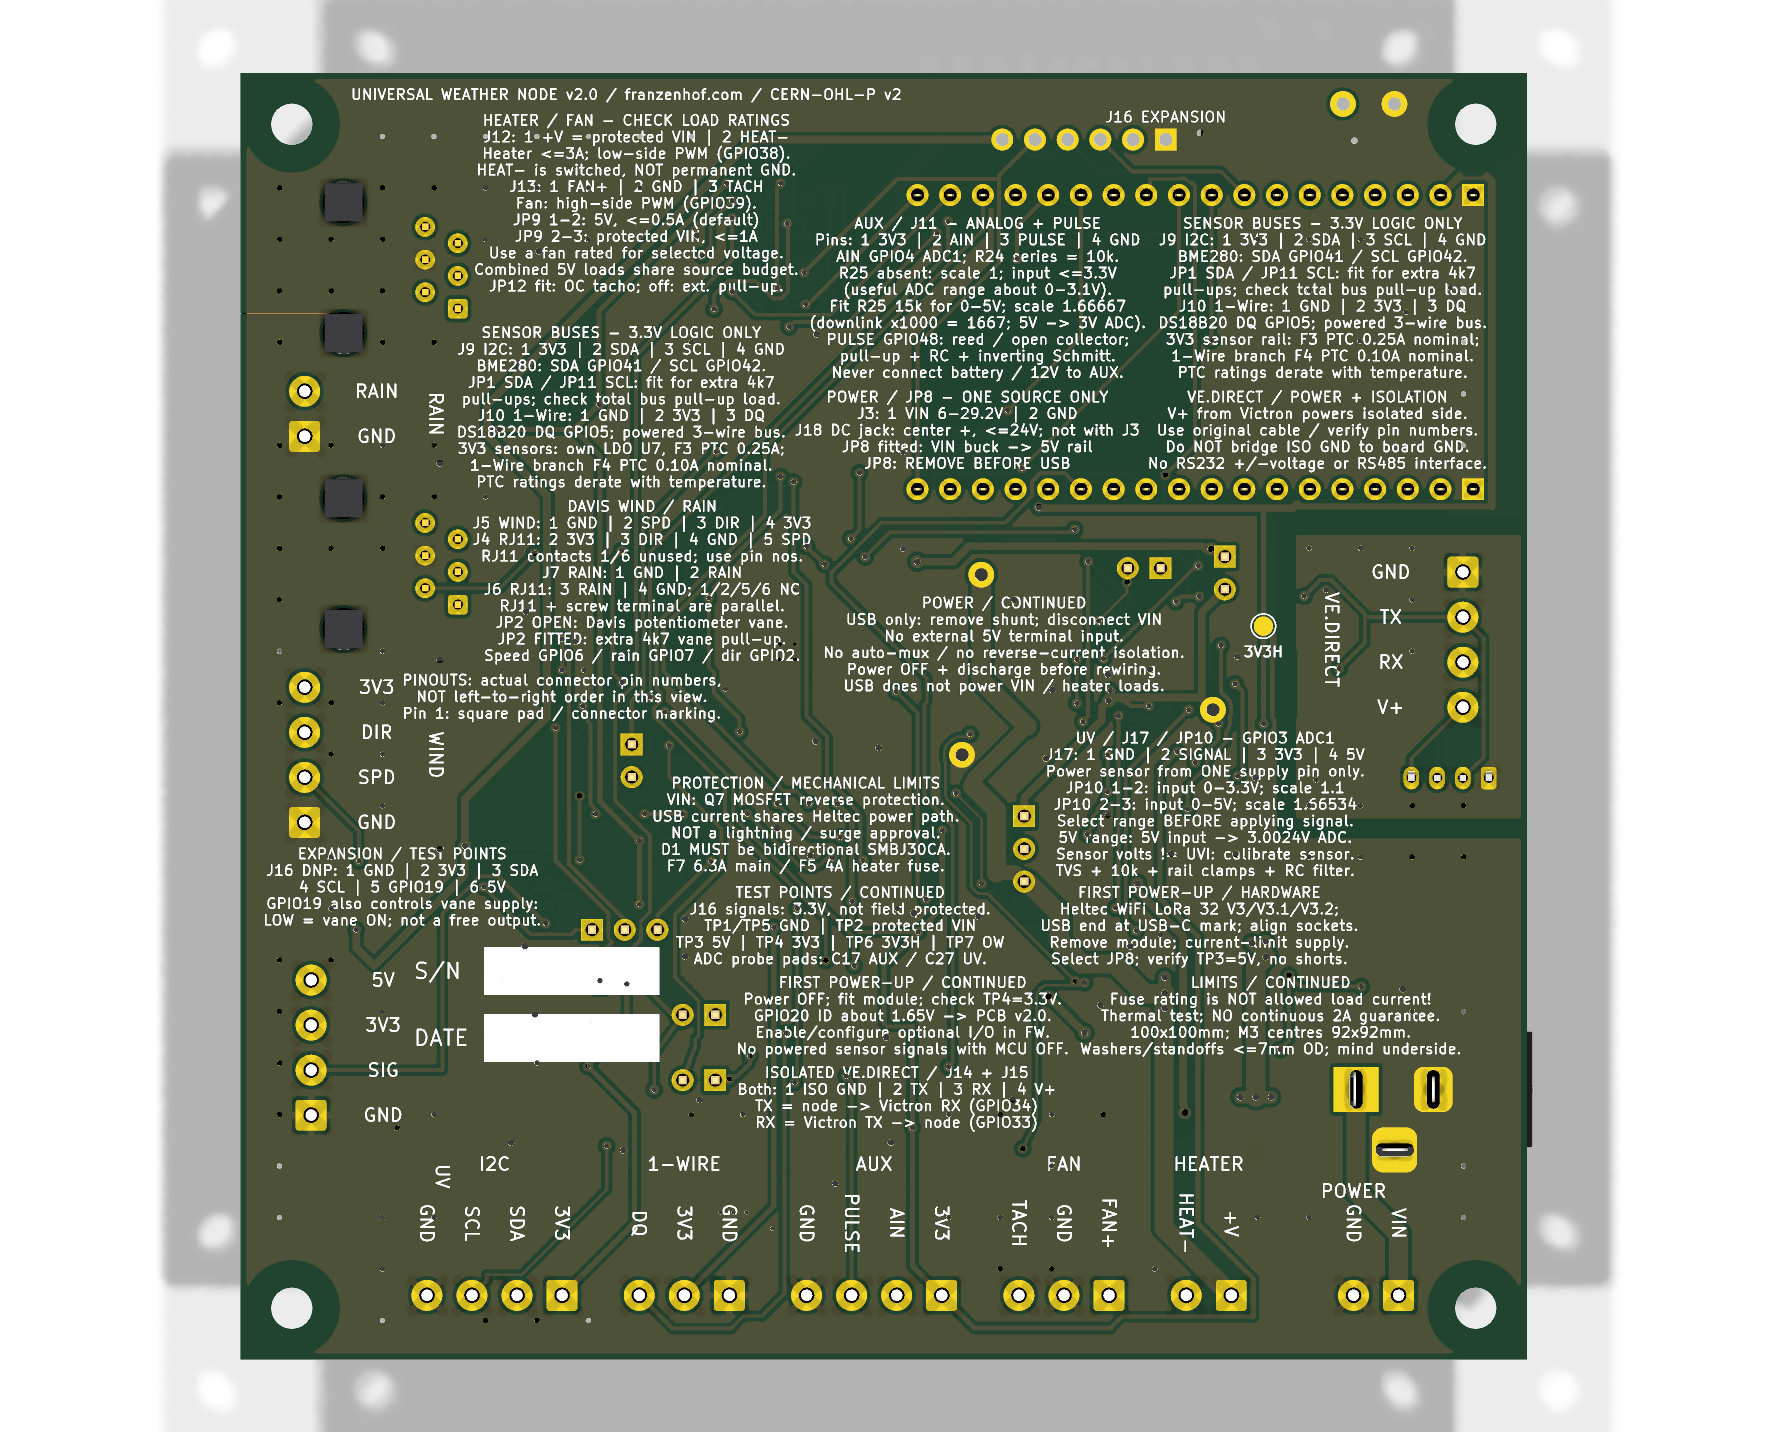 UNIVERSAL WEATHER NODE v2.0 / franzenhof.com / CERN-OHL-P v2
HEATER / FAN – CHECK LOAD RATINGS
J12: 1 +V = protected VIN | 2 HEAT–
Heater <=3A; low-side PWM (GPIO38).
HEAT– is switched, NOT permanent GND.
J13: 1 FAN+ | 2 GND | 3 TACH
Fan: high-side PWM (GPIO39).
JP9 1-2: 5V, <=0.5A (default)
JP9 2-3: protected VIN, <=1A
Use a fan rated for selected voltage.
Combined 5V loads share source budget.
JP12 fit: OC tacho; off: ext. pull-up.
J16 EXPANSION
AUX / J11 – ANALOG + PULSE
Pins: 1 3V3 | 2 AIN | 3 PULSE | 4 GND
AIN GPIO4 ADC1; R24 series = 10k.
R25 absent: scale 1; input <=3.3V
(useful ADC range about 0-3.1V).
Fit R25 15k for 0-5V; scale 1.66667
(downlink x1000 = 1667; 5V -> 3V ADC).
PULSE GPIO48: reed / open collector;
pull-up + RC + inverting Schmitt.
Never connect battery / 12V to AUX.
SENSOR BUSES – 3.3V LOGIC ONLY
J9 I2C: 1 3V3 | 2 SDA | 3 SCL | 4 GND
BME280: SDA GPIO41 / SCL GPIO42.
JP1 SDA / JP11 SCL: fit for extra 4k7
pull-ups; check total bus pull-up load.
J10 1-Wire: 1 GND | 2 3V3 | 3 DQ
DS18B20 DQ GPIO5; powered 3-wire bus.
3V3 sensor rail: F3 PTC 0.25A nominal;
1-Wire branch F4 PTC 0.10A nominal.
PTC ratings derate with temperature.
SENSOR BUSES – 3.3V LOGIC ONLY
J9 I2C: 1 3V3 | 2 SDA | 3 SCL | 4 GND
BME280: SDA GPIO41 / SCL GPIO42.
JP1 SDA / JP11 SCL: fit for extra 4k7
pull-ups; check total bus pull-up load.
J10 1-Wire: 1 GND | 2 3V3 | 3 DQ
DS18B20 DQ GPIO5; powered 3-wire bus.
3V3 sensors: own LDO U7, F3 PTC 0.25A;
1-Wire branch F4 PTC 0.10A nominal.
PTC ratings derate with temperature.
RAIN
GND
RAIN
POWER / JP8 – ONE SOURCE ONLY
J3: 1 VIN 6-29.2V | 2 GND
J18 DC jack: center +, <=24V; not with J3
JP8 fitted: VIN buck -> 5V rail
JP8: REMOVE BEFORE USB
VE.DIRECT / POWER + ISOLATION
V+ from Victron powers isolated side.
Use original cable / verify pin numbers.
Do NOT bridge ISO GND to board GND.
No RS232 +/-voltage or RS485 interface.
DAVIS WIND / RAIN
J5 WIND: 1 GND | 2 SPD | 3 DIR | 4 3V3
J4 RJ11: 2 3V3 | 3 DIR | 4 GND | 5 SPD
RJ11 contacts 1/6 unused; use pin nos.
J7 RAIN: 1 GND | 2 RAIN
J6 RJ11: 3 RAIN | 4 GND; 1/2/5/6 NC
RJ11 + screw terminal are parallel.
JP2 OPEN: Davis potentiometer vane.
JP2 FITTED: extra 4k7 vane pull-up.
Speed GPIO6 / rain GPIO7 / dir GPIO2.
POWER / CONTINUED
USB only: remove shunt; disconnect VIN
No external 5V terminal input.
No auto-mux / no reverse-current isolation.
Power OFF + discharge before rewiring.
USB does not power VIN / heater loads.
3V3H
VE.DIRECT
GND
TX
RX
V+
PINOUTS: actual connector pin numbers,
NOT left-to-right order in this view.
Pin 1: square pad / connector marking.
3V3
DIR
SPD
GND
WIND
UV / J17 / JP10 – GPIO3 ADC1
J17: 1 GND | 2 SIGNAL | 3 3V3 | 4 5V
Power sensor from ONE supply pin only.
JP10 1-2: input 0-3.3V; scale 1.1
JP10 2-3: input 0-5V; scale 1.66534
Select range BEFORE applying signal.
5V range: 5V input -> 3.0024V ADC.
Sensor volts != UVI: calibrate sensor.
TVS + 10k + rail clamps + RC filter.
PROTECTION / MECHANICAL LIMITS
VIN: Q7 MOSFET reverse protection.
USB current shares Heltec power path.
NOT a lightning / surge approval.
D1 MUST be bidirectional SMBJ30CA.
F7 6.3A main / F5 4A heater fuse.
EXPANSION / TEST POINTS
J16 DNP: 1 GND | 2 3V3 | 3 SDA
4 SCL | 5 GPIO19 | 6 5V
GPIO19 also controls vane supply:
LOW = vane ON; not a free output.
TEST POINTS / CONTINUED
J16 signals: 3.3V, not field protected.
TP1/TP5 GND | TP2 protected VIN
TP3 5V | TP4 3V3 | TP6 3V3H | TP7 OW
ADC probe pads: C17 AUX / C27 UV.
FIRST POWER-UP / HARDWARE
Heltec WiFi LoRa 32 V3/V3.1/V3.2;
USB end at USB-C mark; align sockets.
Remove module; current-limit supply.
Select JP8; verify TP3=5V, no shorts.
S/N
DATE
5V
3V3
SIG
GND
UV
FIRST POWER-UP / CONTINUED
Power OFF; fit module; check TP4=3.3V.
GPIO20 ID about 1.65V -> PCB v2.0.
Enable/configure optional I/O in FW.
No powered sensor signals with MCU OFF.
LIMITS / CONTINUED
Fuse rating is NOT allowed load current!
Thermal test; NO continuous 2A guarantee.
100x100mm; M3 centres 92x92mm.
Washers/standoffs <=7mm OD; mind underside.
ISOLATED VE.DIRECT / J14 + J15
Both: 1 ISO GND | 2 TX | 3 RX | 4 V+
TX = node -> Victron RX (GPIO34)
RX = Victron TX -> node (GPIO33)
I2C
1-WIRE
AUX
FAN
HEATER
POWER
GND
SCL
SDA
3V3
DQ
3V3
GND
GND
PULSE
AIN
3V3
TACH
GND
FAN+
HEAT–
+V
GND
VIN